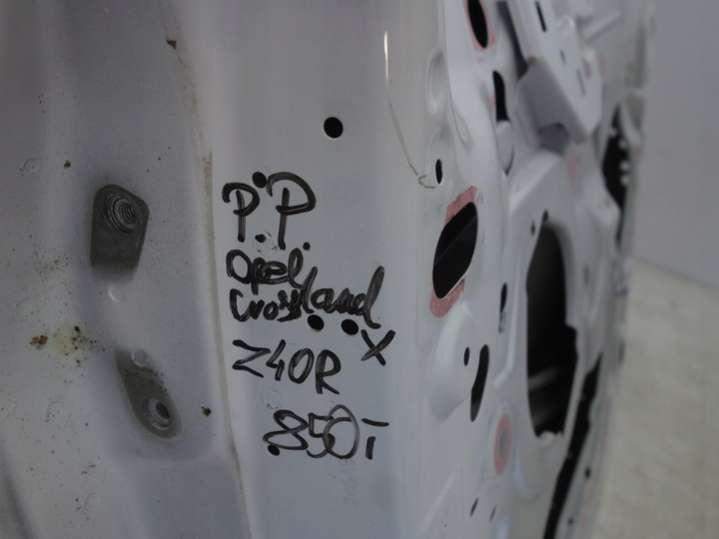 P.P.
Opel
Crossland
X
Z40R
850T